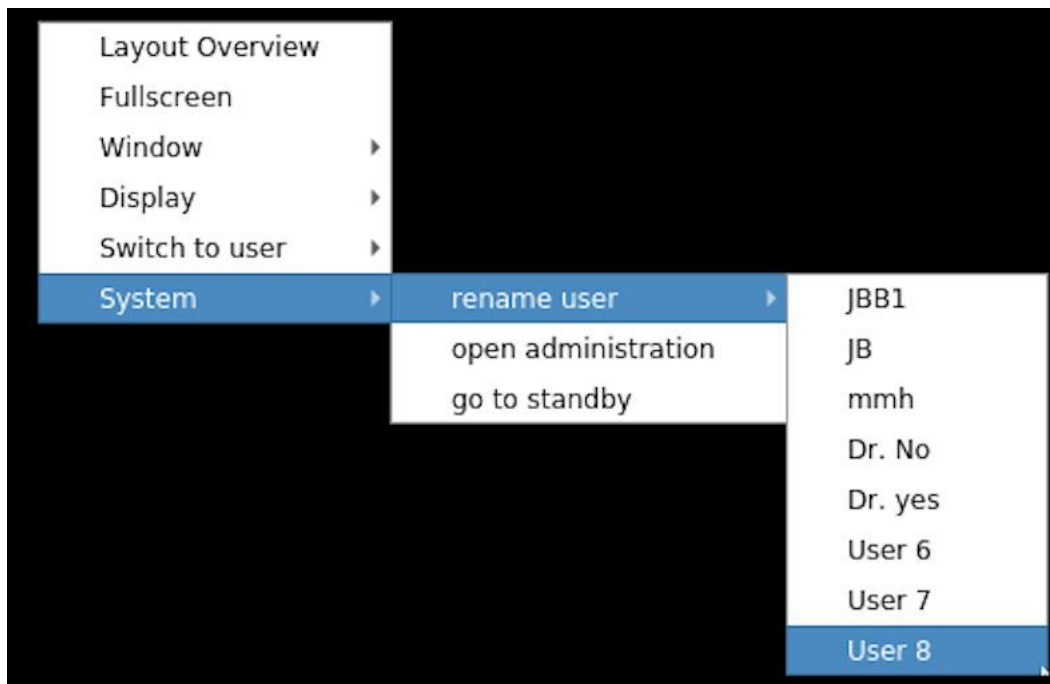 Layout Overview
Fullscreen
Window
Display
Switch to user
System
rename user
open administration
go to standby
JBB1
JB
mmh
Dr. No
Dr. yes
User 6
User 7
User 8